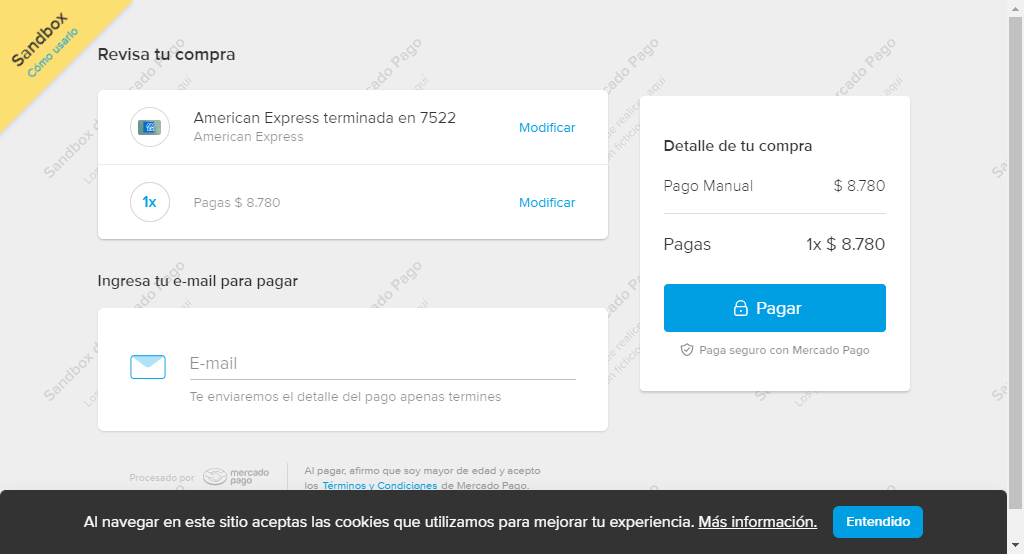 Sandbox
Cómo usarlo
Revisa tu compra
American Express terminada en 7522
American Express
Modificar
1x
Pagas $ 8.780
Modificar
Ingresa tu e-mail para pagar
E-mail
Te enviaremos el detalle del pago apenas termines
Procesado por
mercado
pago
Al pagar, afirmo que soy mayor de edad y acepto
los Términos y Condiciones de Mercado Pago.
Detalle de tu compra
Pago Manual $ 8.780
Pagas 1x $ 8.780
Pagar
Paga seguro con Mercado Pago
Al navegar en este sitio aceptas las cookies que utilizamos para mejorar tu experiencia. Más información.
Entendido